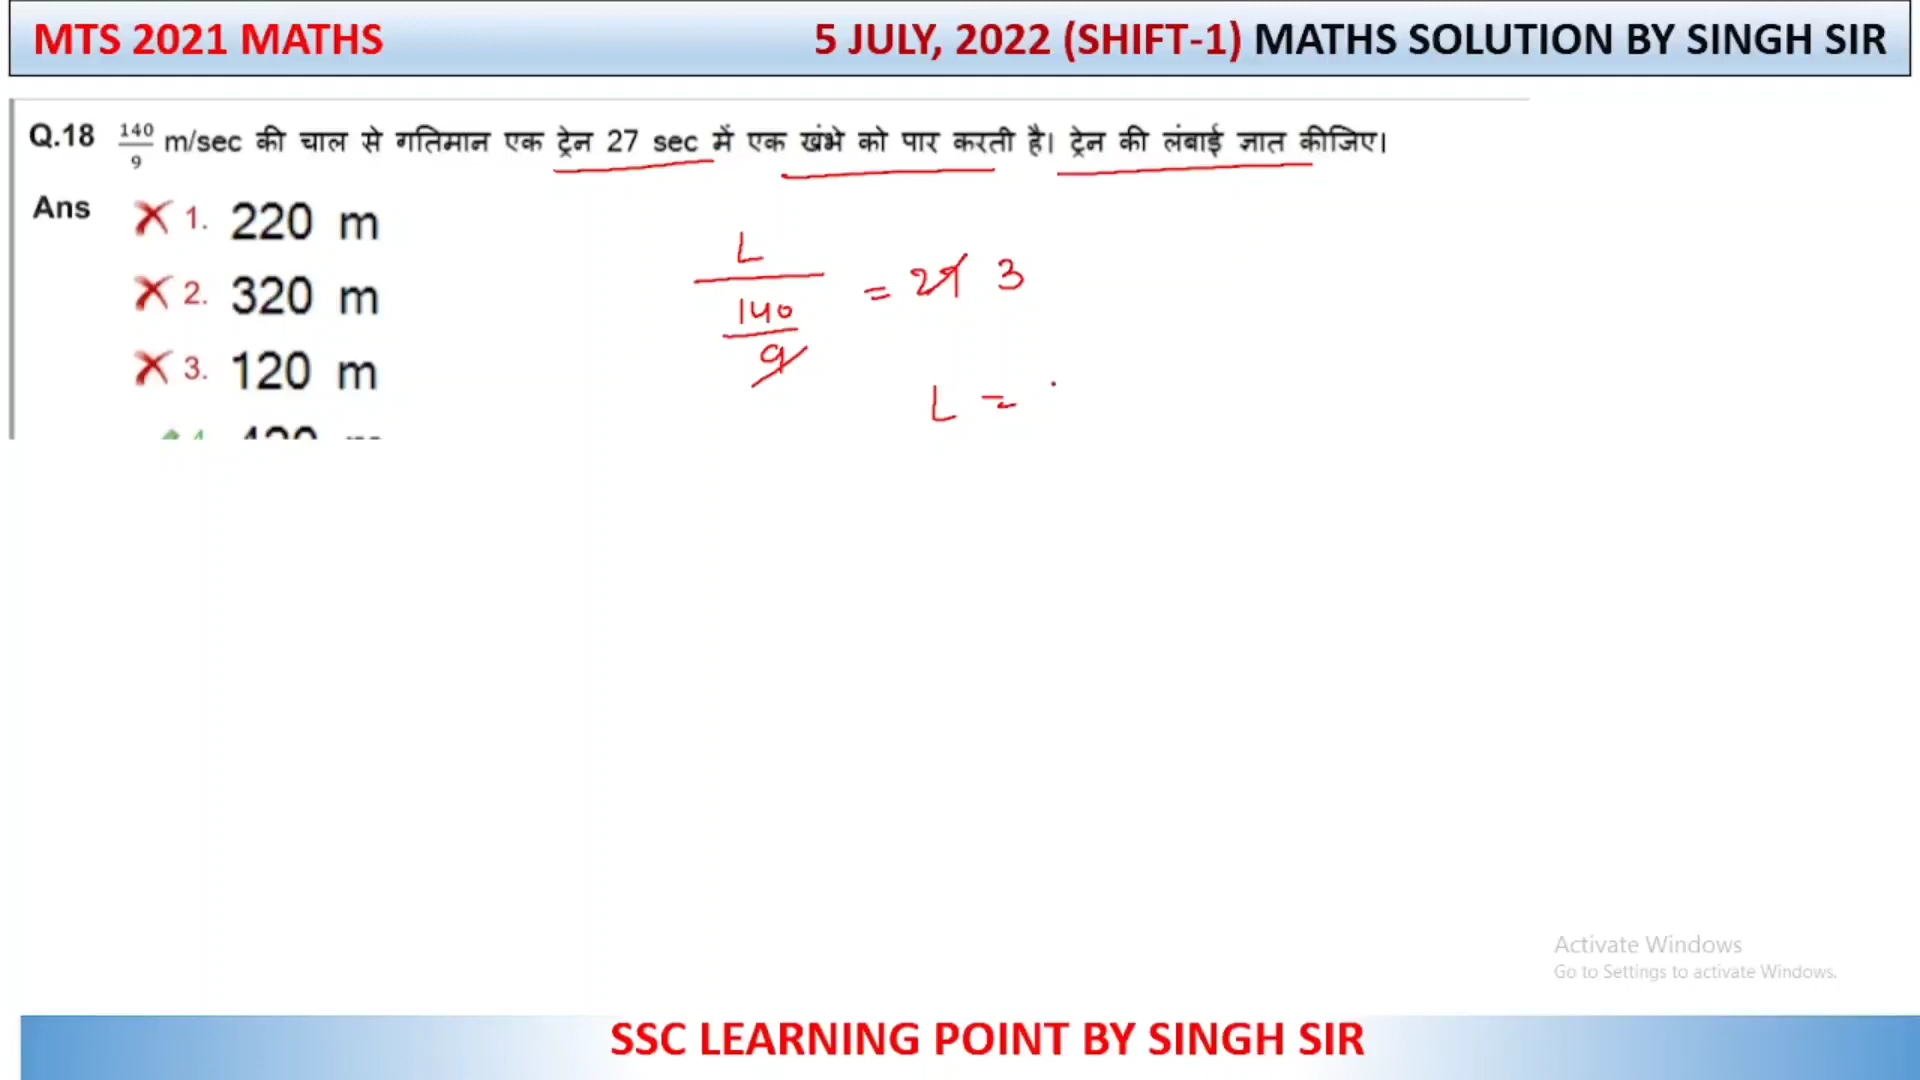 MTS 2021 MATHS
5 JULY, 2022 (SHIFT-1) MATHS SOLUTION BY SINGH SIR
Q.18 140/9 m/sec की चाल से गतिमान एक ट्रेन 27 sec में एक खंभे को पार करती है। ट्रेन की लंबाई ज्ञात कीजिए।
Ans
1. 220 m
2. 320 m
3. 120 m
L
140
9
= 27 3
L =
Activate Windows
Go to Settings to activate Windows.
SSC LEARNING POINT BY SINGH SIR